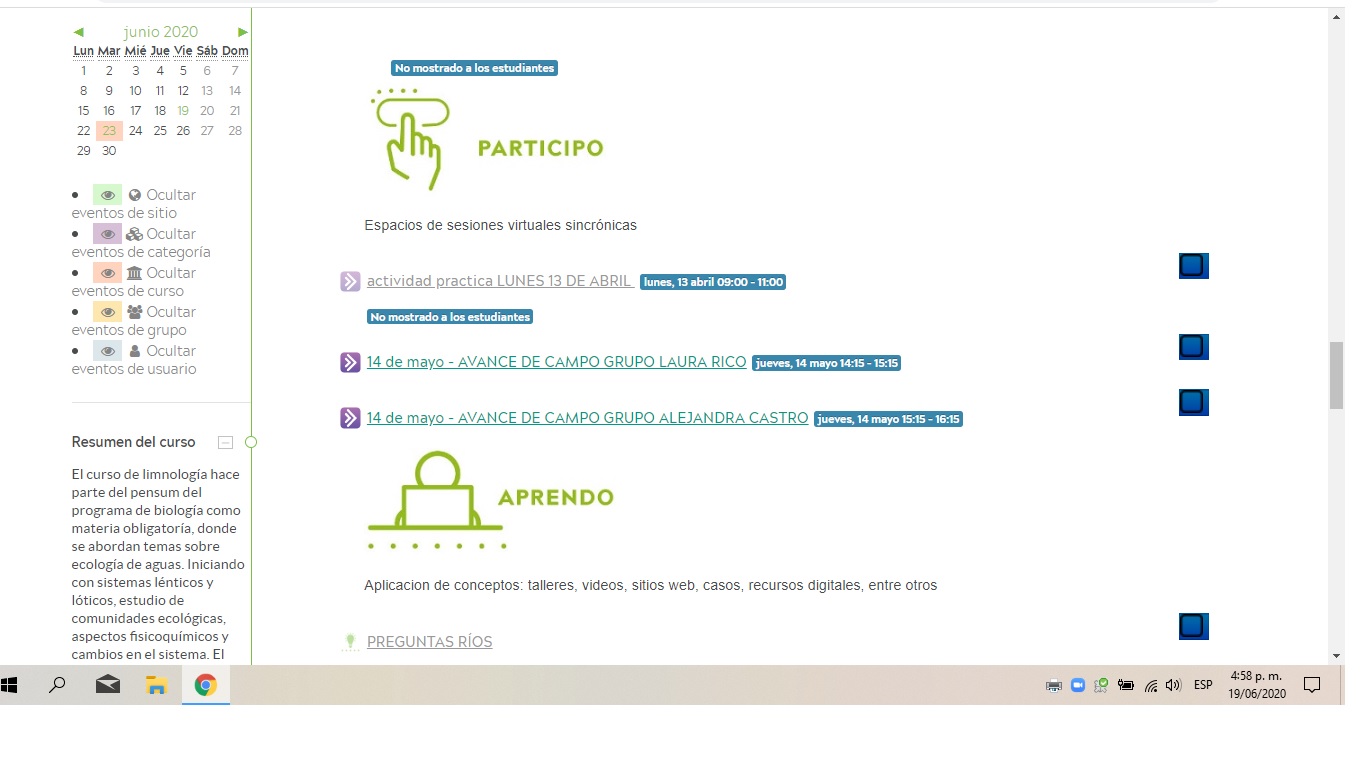 junio 2020
Lun Mar Mié Jue Vie Sáb Dom
1 2 3 4 5 6 7
8 9 10 11 12 13 14
15 16 17 18 19 20 21
22 23 24 25 26 27 28
29 30
Ocultar
eventos de sitio
Ocultar
eventos de categoría
Ocultar
eventos de curso
Ocultar
eventos de grupo
Ocultar
eventos de usuario
Resumen del curso
El curso de limnología hace
parte del pensum del
programa de biología como
materia obligatoría, donde
se abordan temas sobre
ecología de aguas. Iniciando
con sistemas lénticos y
lóticos, estudio de
comunidades ecológicas,
aspectos fisicoquímicos y
cambios en el sistema. El
No mostrado a los estudiantes
PARTICIPO
Espacios de sesiones virtuales sincrónicas
actividad practica LUNES 13 DE ABRIL lunes, 13 abril 09:00 - 11:00
No mostrado a los estudiantes
14 de mayo - AVANCE DE CAMPO GRUPO LAURA RICO jueves, 14 mayo 14:15 - 15:15
14 de mayo - AVANCE DE CAMPO GRUPO ALEJANDRA CASTRO jueves, 14 mayo 15:15 - 16:15
APRENDO
Aplicacion de conceptos: talleres, videos, sitios web, casos, recursos digitales, entre otros
PREGUNTAS RÍOS
ESP
4:58 p. m.
19/06/2020